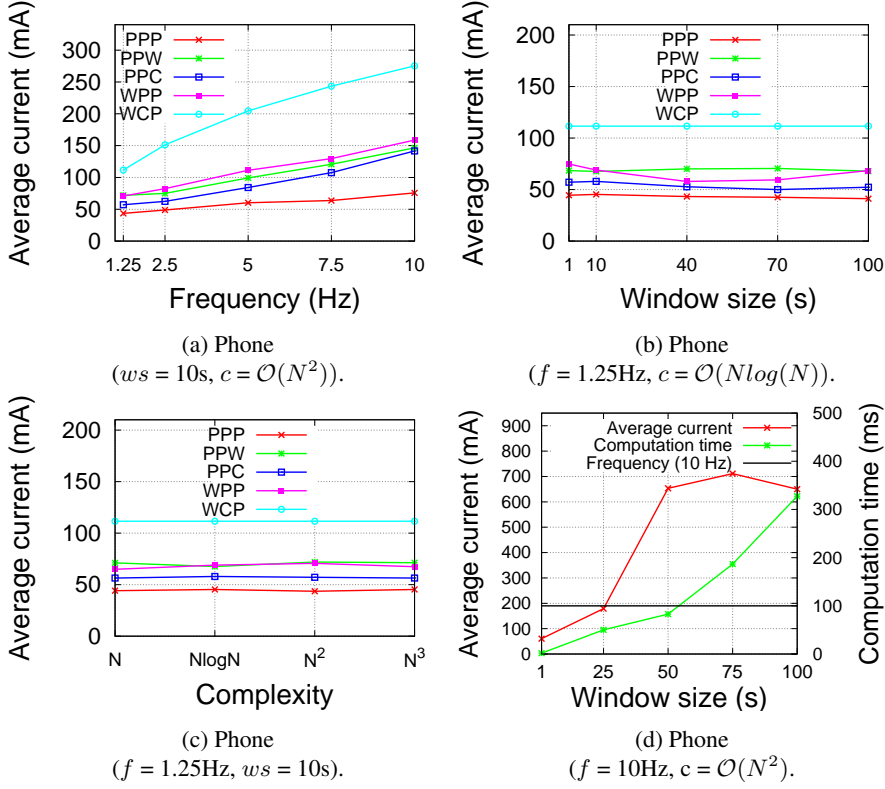 Average current (mA)
300
250
200
150
100
50
0
PPP
PPW
PPC
WPP
WCP
1.25 2.5 5 7.5 10
Frequency (Hz)
(a) Phone
(ws = 10s, c = O(N²)).
Average current (mA)
200
150
100
50
0
PPP
PPW
PPC
WPP
WCP
1 10 40 70 100
Window size (s)
(b) Phone
(f = 1.25Hz, c = O(Nlog(N)).
Average current (mA)
200
150
100
50
0
PPP
PPW
PPC
WPP
WCP
N NlogN N² N³
Complexity
(c) Phone
(f = 1.25Hz, ws = 10s).
Average current (mA)
900
800
700
600
500
400
300
200
100
0
Average current
Computation time
Frequency (10 Hz)
500
400
300
200
100
0
Computation time (ms)
1 25 50 75 100
Window size (s)
(d) Phone
(f = 10Hz, c = O(N²).